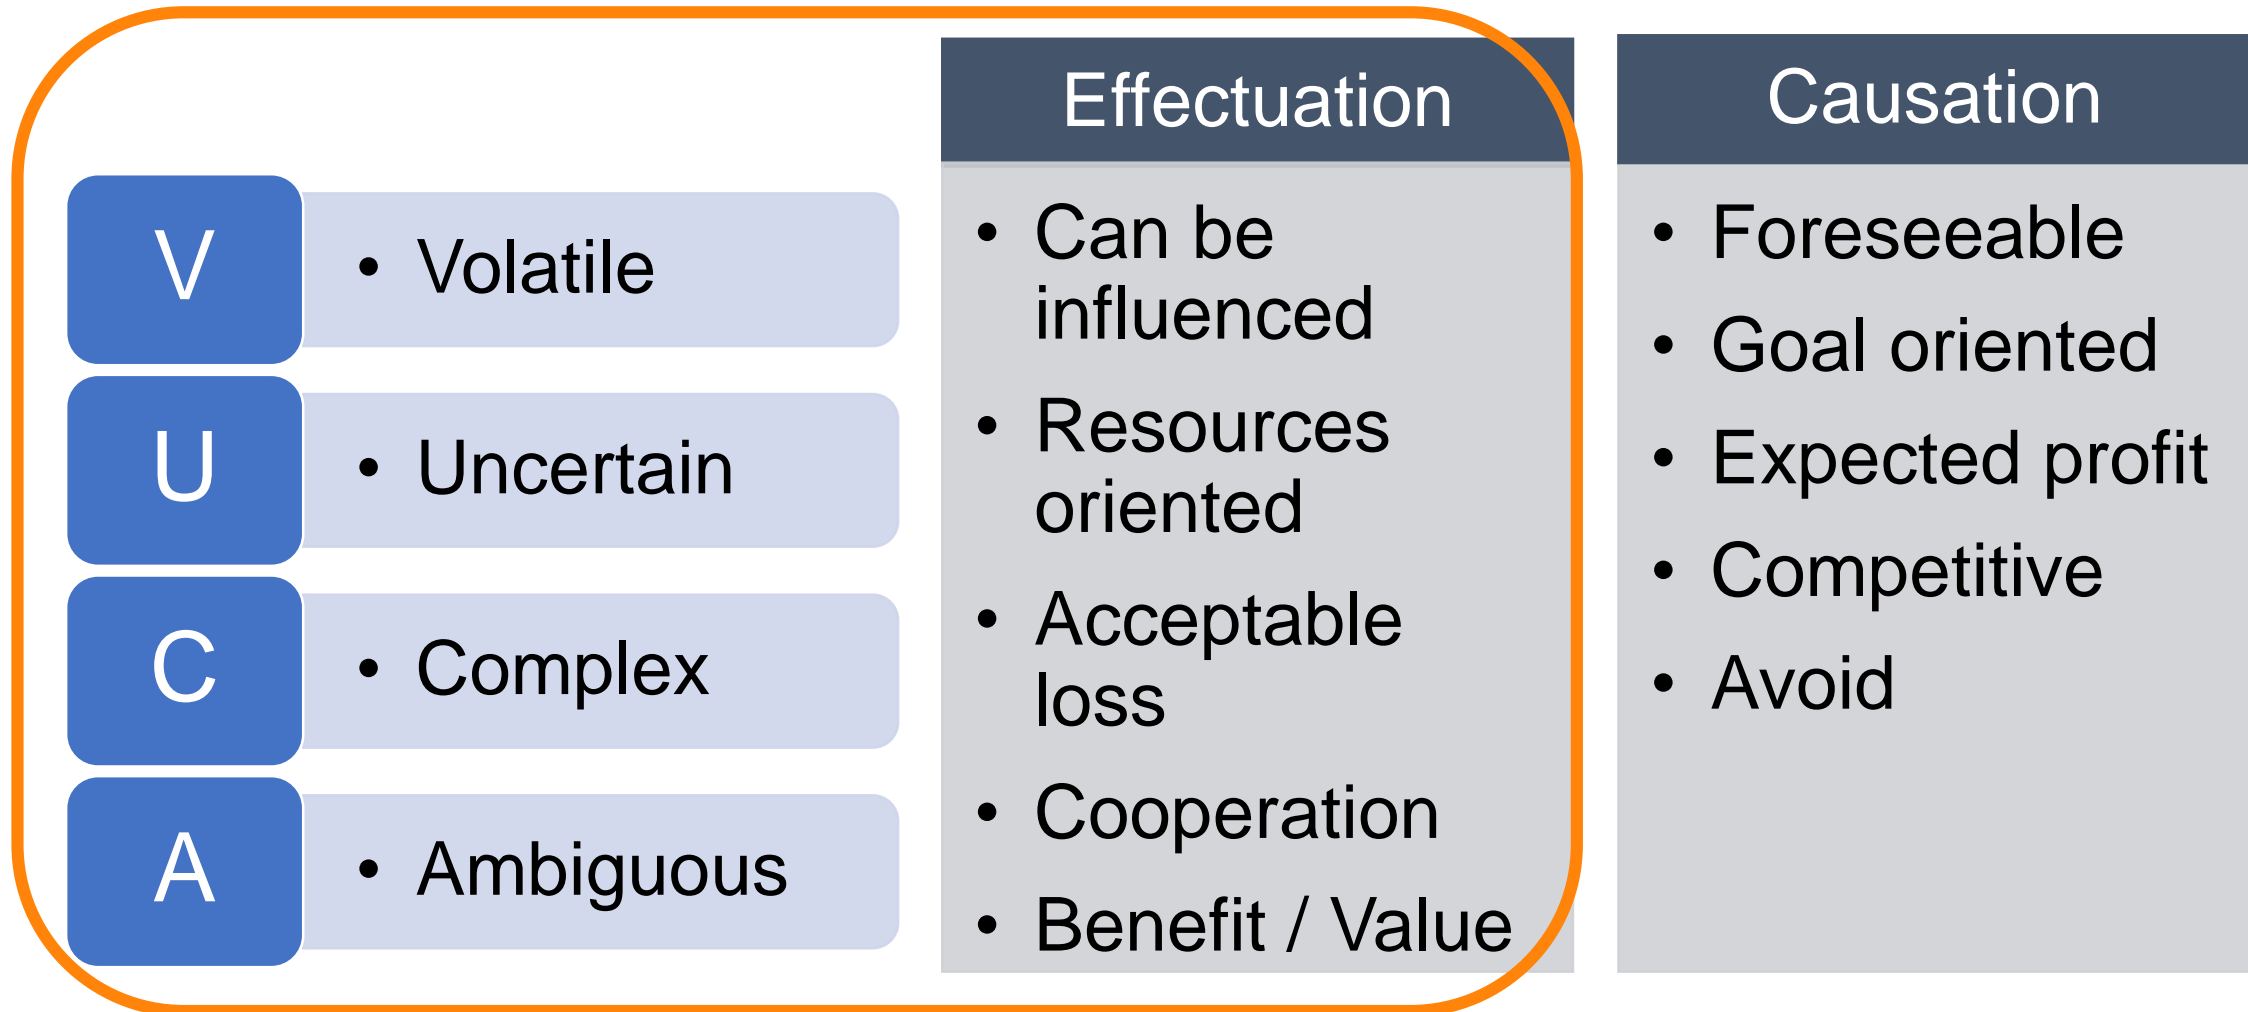 V
• Volatile
U
• Uncertain
C
• Complex
A
• Ambiguous
Effectuation
• Can be
influenced
• Resources
oriented
• Acceptable
loss
• Cooperation
• Benefit / Value
Causation
• Foreseeable
• Goal oriented
• Expected profit
• Competitive
• Avoid